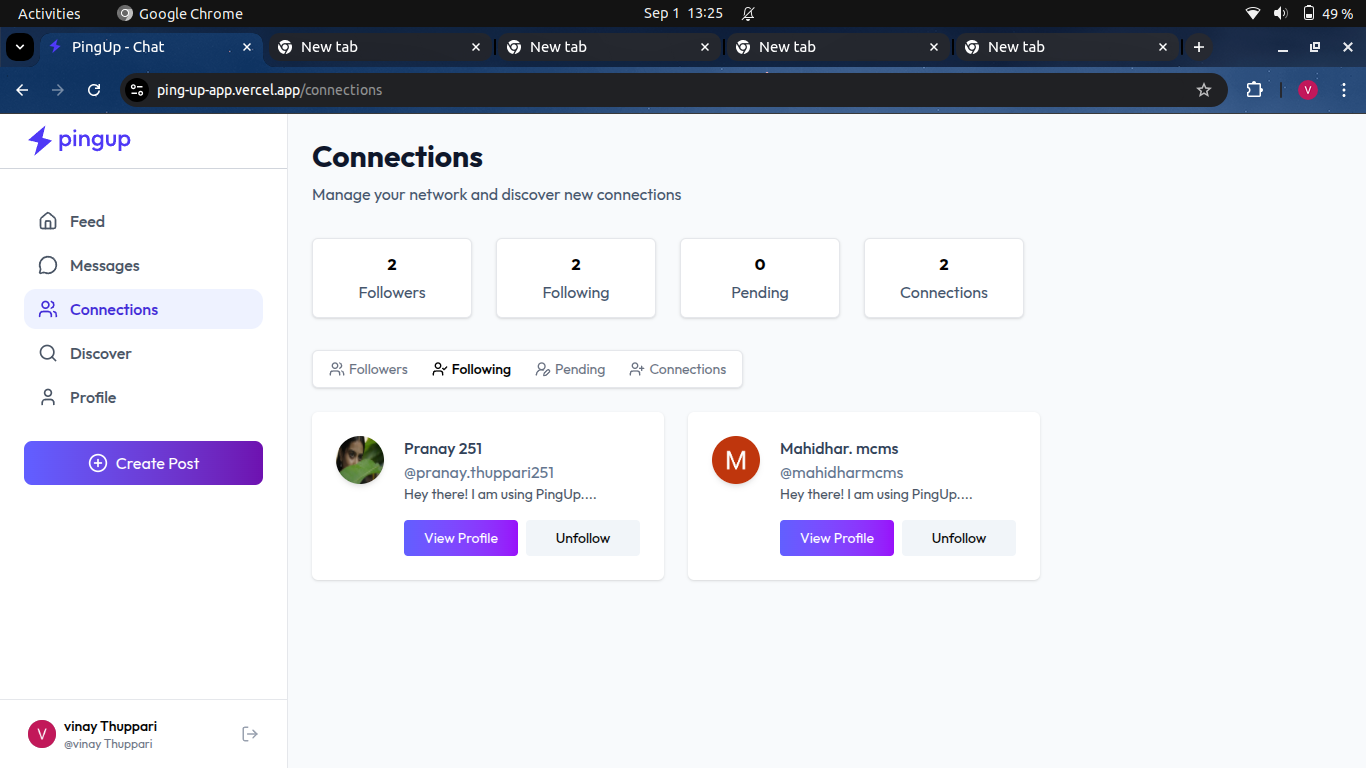 Activities Google Chrome Sep 1 13:25 49 %
PingUp - Chat New tab New tab New tab New tab
ping-up-app.vercel.app/connections V
pingup
Feed
Messages
Connections
Discover
Profile
Create Post
V vinay Thuppari
@vinay Thuppari
Connections
Manage your network and discover new connections
2 2 0 2
Followers Following Pending Connections
Followers Following Pending Connections
Pranay 251
@pranay.thuppari251
Hey there! I am using PingUp....
View Profile Unfollow
M Mahidhar. mcms
@mahidharmcms
Hey there! I am using PingUp....
View Profile Unfollow